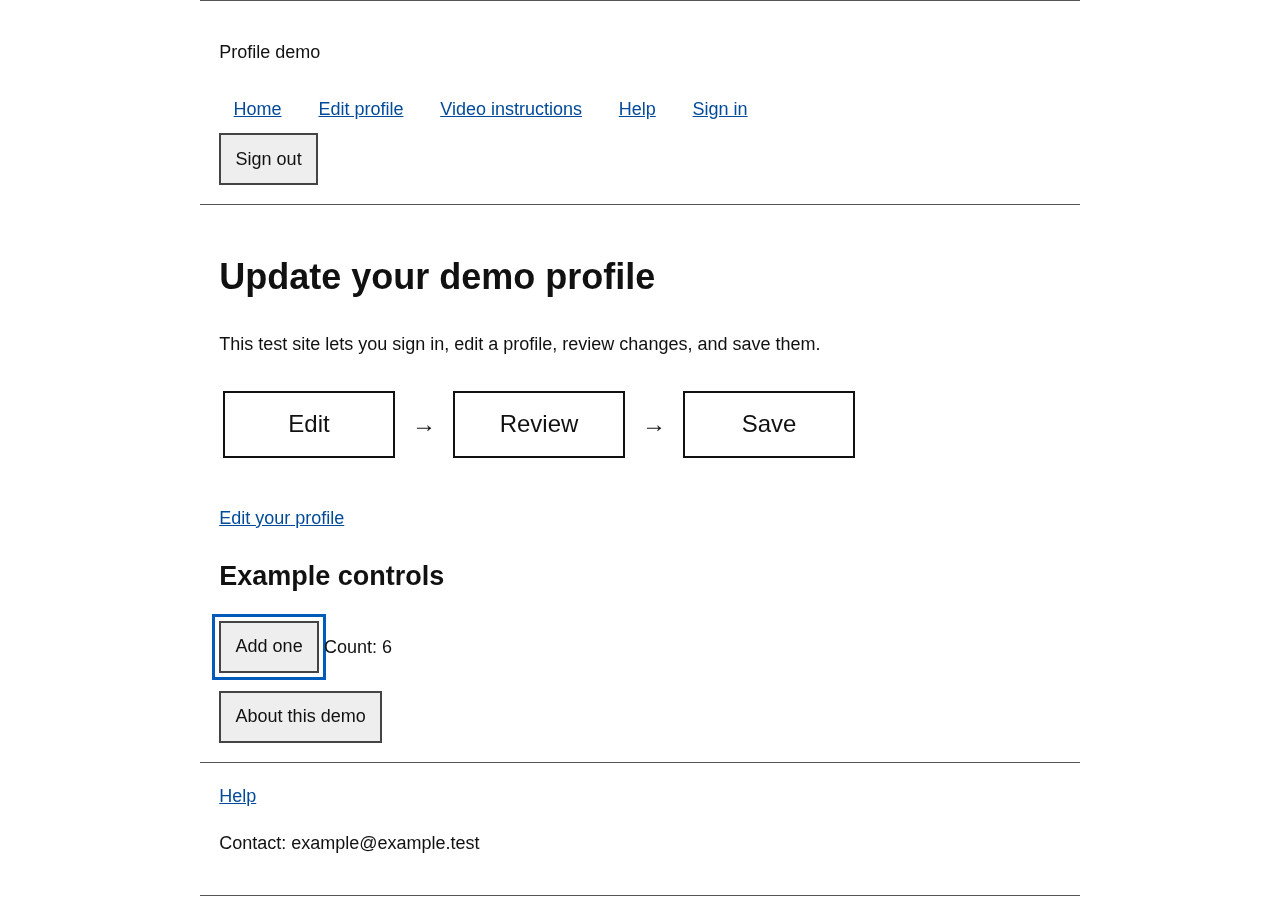 Profile demo
Home Edit profile Video instructions Help Sign in
Sign out
Update your demo profile
This test site lets you sign in, edit a profile, review changes, and save them.
Edit → Review → Save
Edit your profile
Example controls
Add one Count: 6
About this demo
Help
Contact: example@example.test